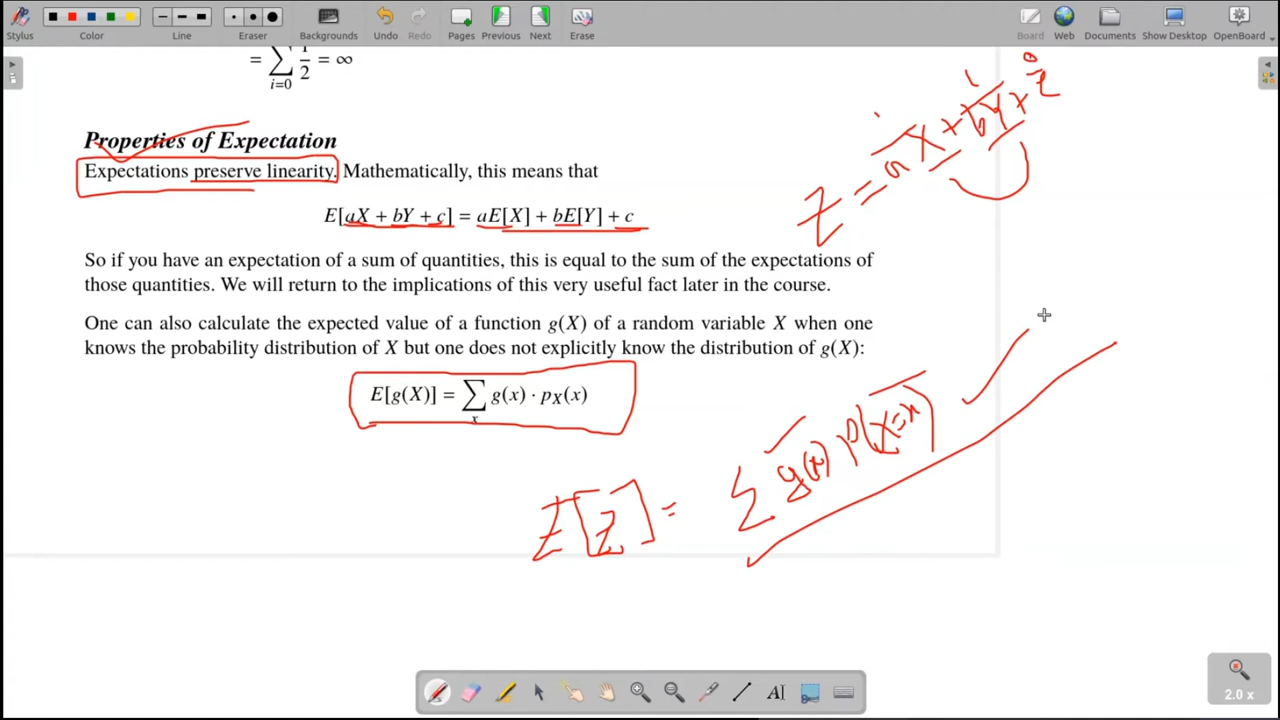 Stylus Color Line Eraser Backgrounds Undo Redo Pages Previous Next Erase Board Web Documents Show Desktop OpenBoard
= ∑ i=0 1/2 = ∞
Properties of Expectation
Expectations preserve linearity. Mathematically, this means that
E[aX + bY + c] = aE[X] + bE[Y] + c
So if you have an expectation of a sum of quantities, this is equal to the sum of the expectations of
those quantities. We will return to the implications of this very useful fact later in the course.
One can also calculate the expected value of a function g(X) of a random variable X when one
knows the probability distribution of X but one does not explicitly know the distribution of g(X):
E[g(X)] = ∑ x g(x) · pX(x)
Z = aX + bY +
E[Z] = ∑ g(x) P(X=x)
2.0 x